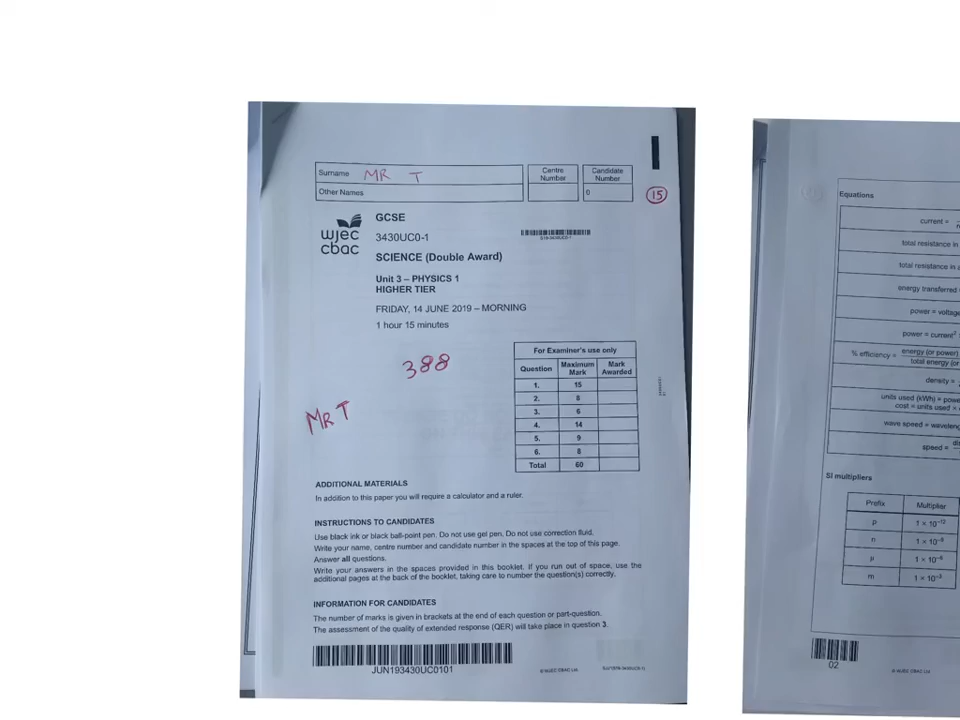 Surname MR T
Other Names
Centre Number
Candidate Number
0
15
wjec
cbac
GCSE
3430UC0-1
SCIENCE (Double Award)
Unit 3 – PHYSICS 1
HIGHER TIER
FRIDAY, 14 JUNE 2019 – MORNING
1 hour 15 minutes
388
MR T
For Examiner's use only
Question Maximum Mark Mark Awarded
1. 15
2. 8
3. 6
4. 14
5. 9
6. 8
Total 60
ADDITIONAL MATERIALS
In addition to this paper you will require a calculator and a ruler.
INSTRUCTIONS TO CANDIDATES
Use black ink or black ball-point pen. Do not use gel pen. Do not use correction fluid.
Write your name, centre number and candidate number in the spaces at the top of this page.
Answer all questions.
Write your answers in the spaces provided in this booklet. If you run out of space, use the
additional pages at the back of the booklet, taking care to number the question(s) correctly.
INFORMATION FOR CANDIDATES
The number of marks is given in brackets at the end of each question or part-question.
The assessment of the quality of extended response (QER) will take place in question 3.
JUN193430UC0101
© WJEC CBAC Ltd.
Equations
current =
total resistance in
total resistance in
energy transferred
power = voltage
power = current²
% efficiency = energy (or power)
total energy (or
density =
units used (kWh) = powe
cost = units used ×
wave speed = waveleng
speed =
SI multipliers
Prefix Multiplier
p 1 × 10⁻¹²
n 1 × 10⁻⁹
μ 1 × 10⁻⁶
m 1 × 10⁻³
02
© WJEC CBAC Ltd.